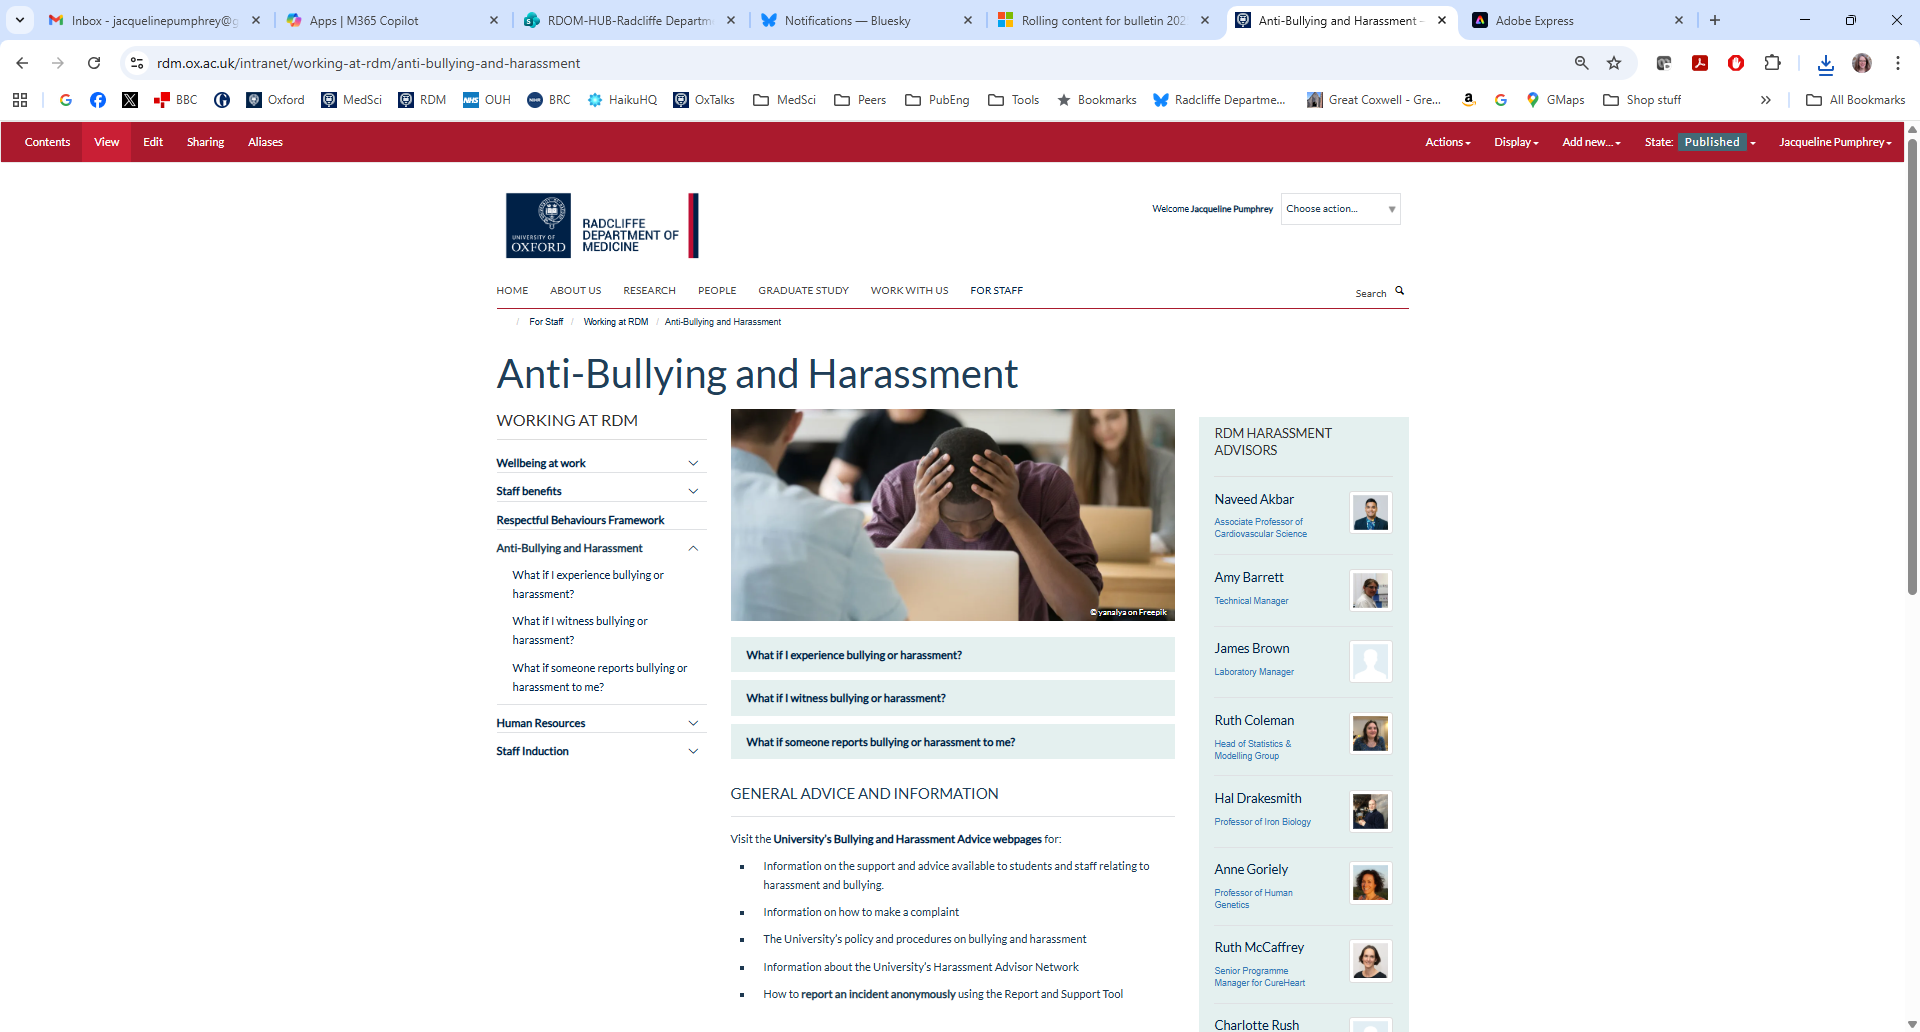 Inbox - jacquelinepumphrey@g
Apps | M365 Copilot
RDOM-HUB-Radcliffe Departm
Notifications — Bluesky
Rolling content for bulletin 202
Anti-Bullying and Harassment -
Adobe Express
rdm.ox.ac.uk/intranet/working-at-rdm/anti-bullying-and-harassment
BBC
Oxford
MedSci
RDM
NHS OUH
BRC
HaikuHQ
OxTalks
MedSci
Peers
PubEng
Tools
Bookmarks
Radcliffe Departme...
Great Coxwell - Gre...
GMaps
Shop stuff
All Bookmarks
Contents
View
Edit
Sharing
Aliases
Actions
Display
Add new...
State: Published
Jacqueline Pumphrey
UNIVERSITY OF
OXFORD
RADCLIFFE
DEPARTMENT OF
MEDICINE
Welcome Jacqueline Pumphrey
Choose action...
HOME
ABOUT US
RESEARCH
PEOPLE
GRADUATE STUDY
WORK WITH US
FOR STAFF
Search
/ For Staff / Working at RDM / Anti-Bullying and Harassment
Anti-Bullying and Harassment
WORKING AT RDM
Wellbeing at work
Staff benefits
Respectful Behaviours Framework
Anti-Bullying and Harassment
What if I experience bullying or
harassment?
What if I witness bullying or
harassment?
What if someone reports bullying or
harassment to me?
Human Resources
Staff Induction
© yanalya on Freepik
What if I experience bullying or harassment?
What if I witness bullying or harassment?
What if someone reports bullying or harassment to me?
GENERAL ADVICE AND INFORMATION
Visit the University's Bullying and Harassment Advice webpages for:
Information on the support and advice available to students and staff relating to
harassment and bullying.
Information on how to make a complaint
The University's policy and procedures on bullying and harassment
Information about the University's Harassment Advisor Network
How to report an incident anonymously using the Report and Support Tool
RDM HARASSMENT
ADVISORS
Naveed Akbar
Associate Professor of
Cardiovascular Science
Amy Barrett
Technical Manager
James Brown
Laboratory Manager
Ruth Coleman
Head of Statistics &
Modelling Group
Hal Drakesmith
Professor of Iron Biology
Anne Goriely
Professor of Human
Genetics
Ruth McCaffrey
Senior Programme
Manager for CureHeart
Charlotte Rush